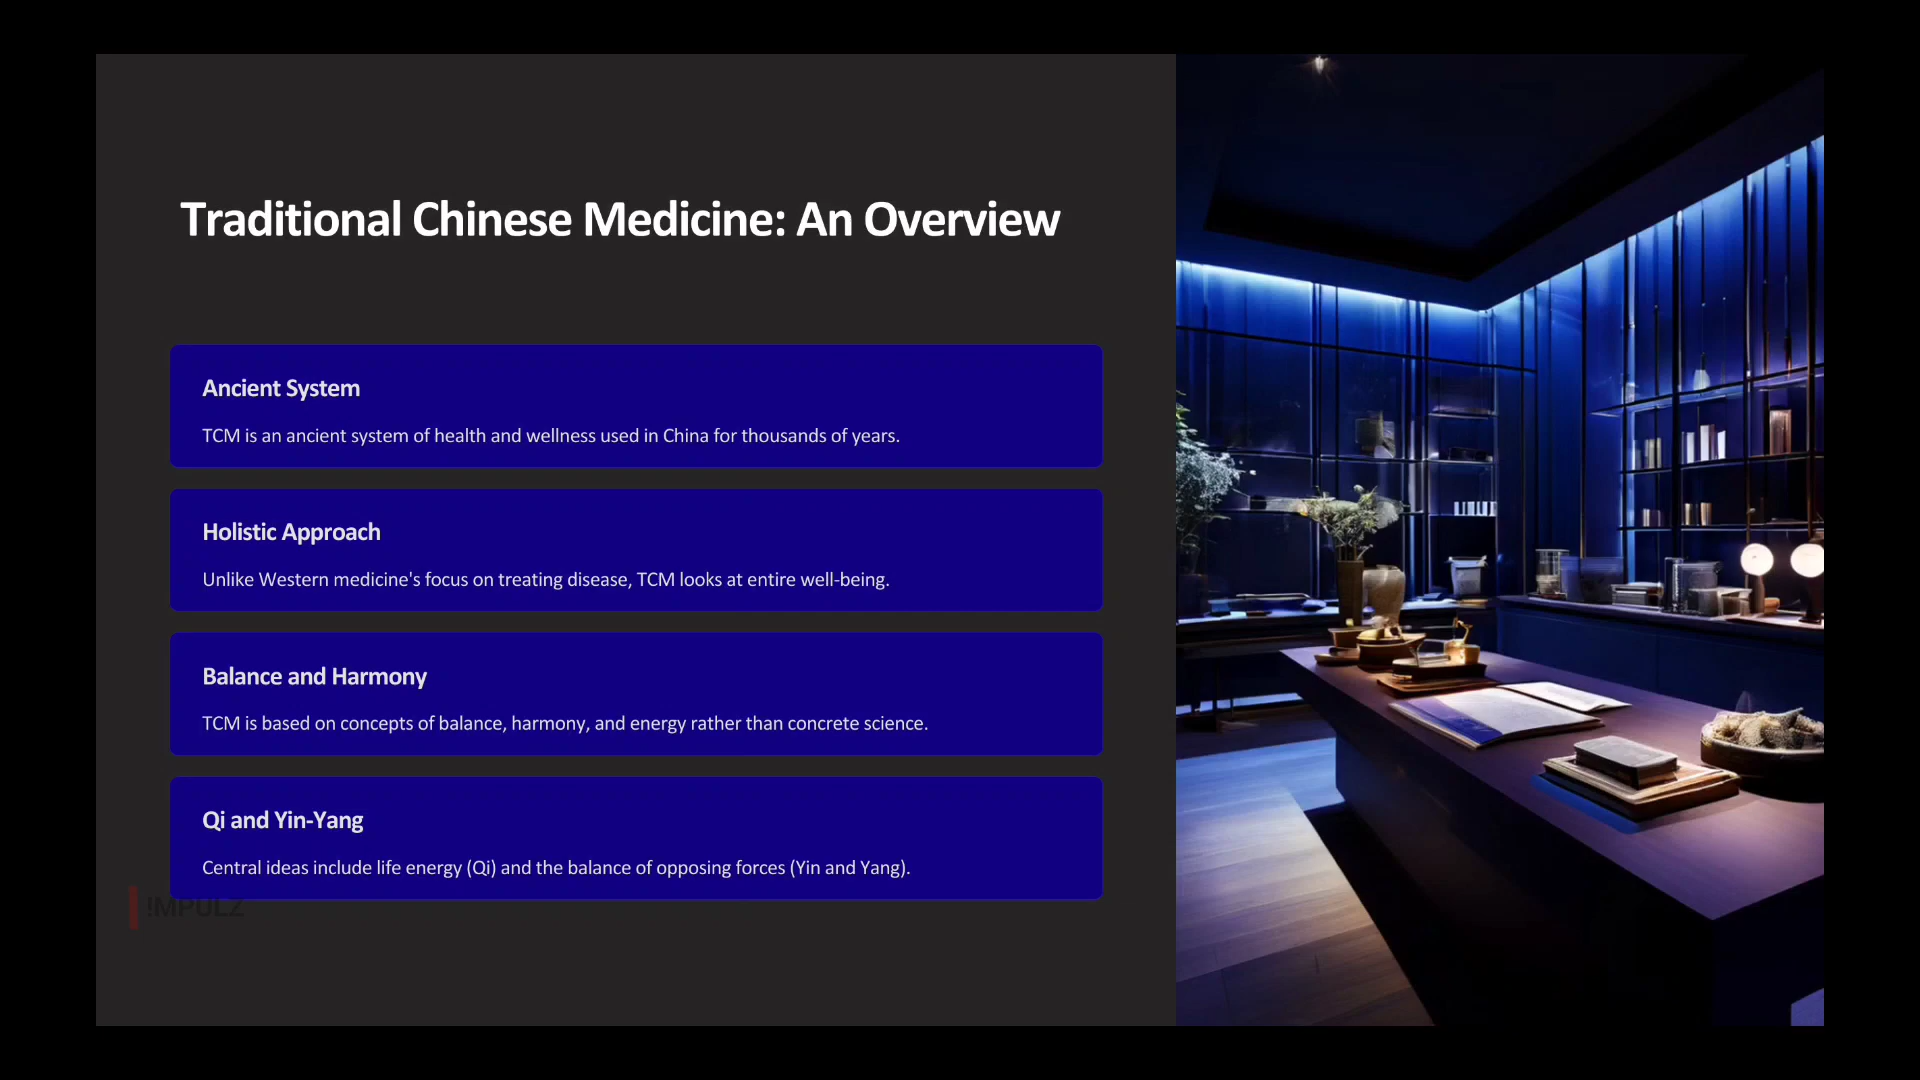 Traditional Chinese Medicine: An Overview
Ancient System
TCM is an ancient system of health and wellness used in China for thousands of years.
Holistic Approach
Unlike Western medicine's focus on treating disease, TCM looks at entire well-being.
Balance and Harmony
TCM is based on concepts of balance, harmony, and energy rather than concrete science.
Qi and Yin-Yang
Central ideas include life energy (Qi) and the balance of opposing forces (Yin and Yang).
IMPULZ